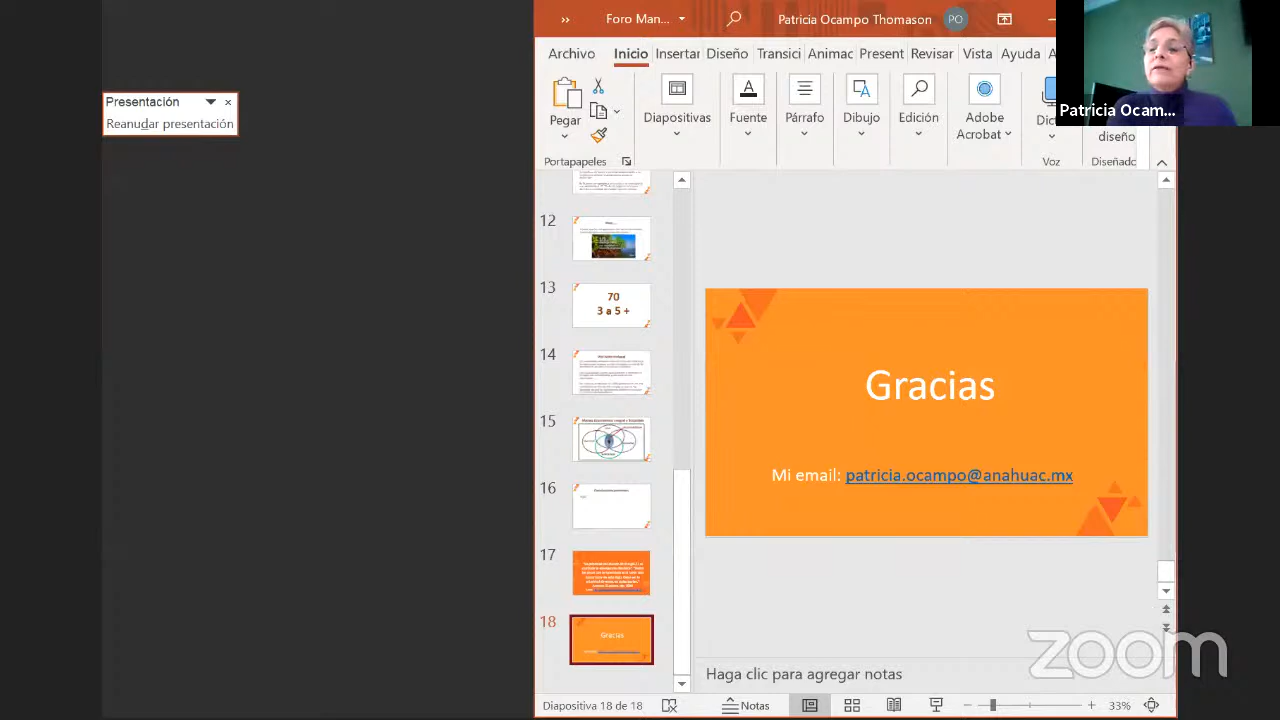 Presentación
Reanudar presentación
Foro Man...
Patricia Ocampo Thomason
PO
Archivo
Inicio
Insertar
Diseño
Transici
Animac
Present
Revisar
Vista
Ayuda
Pegar
Diapositivas
Fuente
Párrafo
Dibujo
Edición
Adobe
Acrobat
diseño
Portapapeles
Voz
Diseñadc
Patricia Ocam...
12
13
70
3 a 5 +
14
15
16
17
18
Gracias
Gracias
Mi email: patricia.ocampo@anahuac.mx
Haga clic para agregar notas
Diapositiva 18 de 18
Notas
33%
zoom